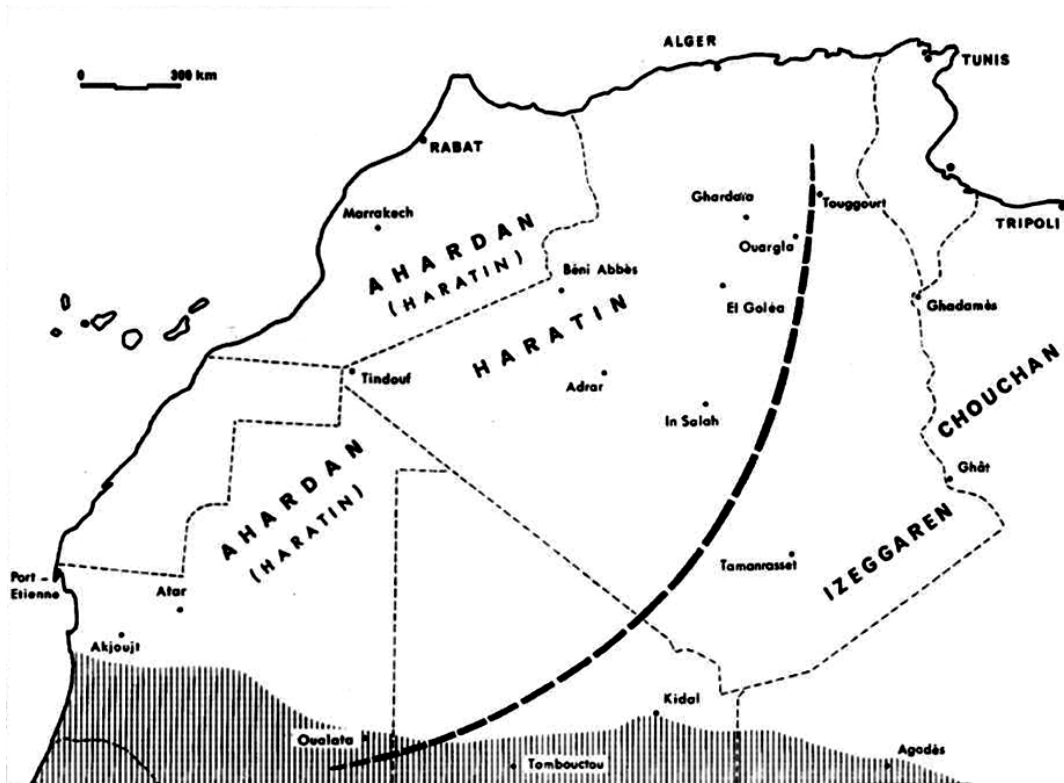 0 300 km
ALGER
TUNIS
RABAT
Ghardaïa
Touggourt
Marrakech
TRIPOLI
Ouargla
AHARDAN
(HARATIN)
Béni Abbès
El Goléa
Ghadamès
HARATIN
Tindouf
Adrar
In Salah
CHOUCHAN
Ghât
AHARDAN
(HARATIN)
IZEGGAREN
Tamanrasset
Port –
Etienne
Atar
Akjoujt
Kidal
Oualata
Tombouctou
Agadès